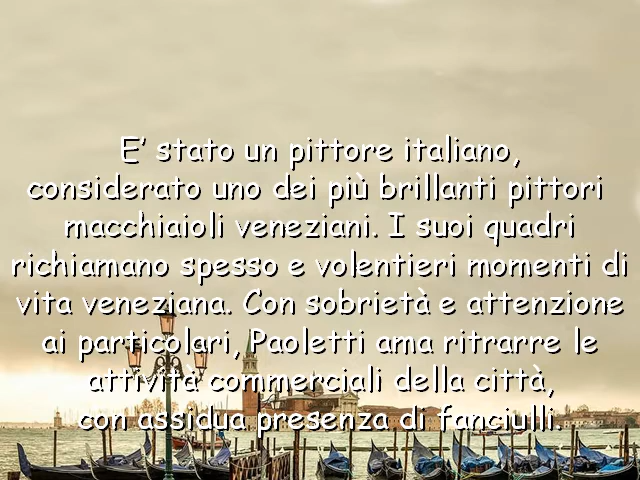 E' stato un pittore italiano,
considerato uno dei più brillanti pittori
macchiaioli veneziani. I suoi quadri
richiamano spesso e volentieri momenti di
vita veneziana. Con sobrietà e attenzione
ai particolari, Paoletti ama ritrarre le
attività commerciali della città,
con assidua presenza di fanciulli.